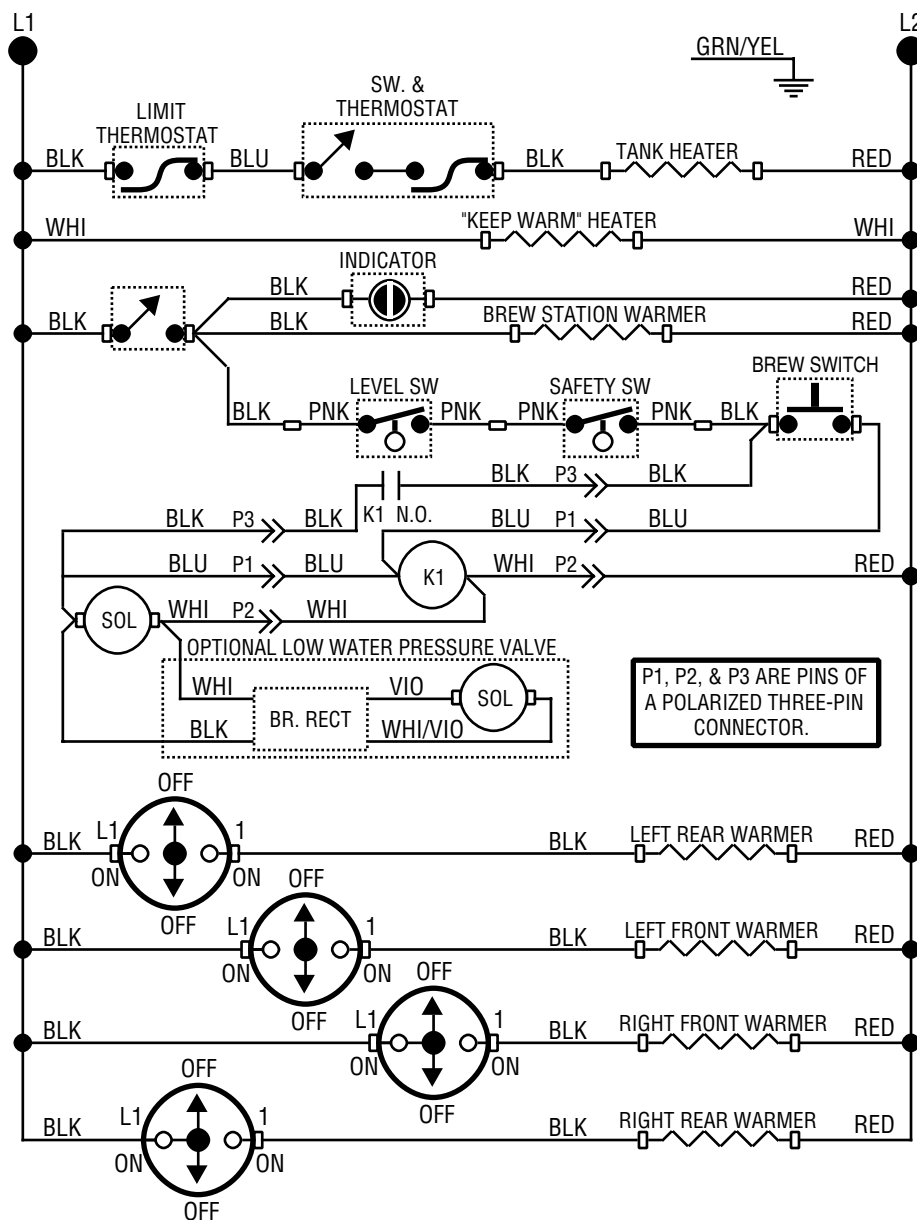 L1 L2
GRN/YEL
LIMIT
THERMOSTAT
SW. &
THERMOSTAT
BLK BLU BLK TANK HEATER RED
WHI "KEEP WARM" HEATER WHI
INDICATOR
BLK RED
BLK BLK BREW STATION WARMER RED
BREW SWITCH
LEVEL SW SAFETY SW
BLK PNK PNK PNK PNK BLK
BLK P3 BLK
K1 N.O.
BLK P3 BLK BLU P1 BLU
BLU P1 BLU K1 WHI P2 RED
SOL WHI P2 WHI
OPTIONAL LOW WATER PRESSURE VALVE
WHI BR. RECT VIO SOL
BLK WHI/VIO
P1, P2, & P3 ARE PINS OF
A POLARIZED THREE-PIN
CONNECTOR.
OFF
BLK L1 1 BLK LEFT REAR WARMER RED
ON ON
OFF
OFF
BLK L1 1 BLK LEFT FRONT WARMER RED
ON ON
OFF
OFF
BLK L1 1 BLK RIGHT FRONT WARMER RED
ON ON
OFF
OFF
BLK L1 1 BLK RIGHT REAR WARMER RED
ON ON
OFF